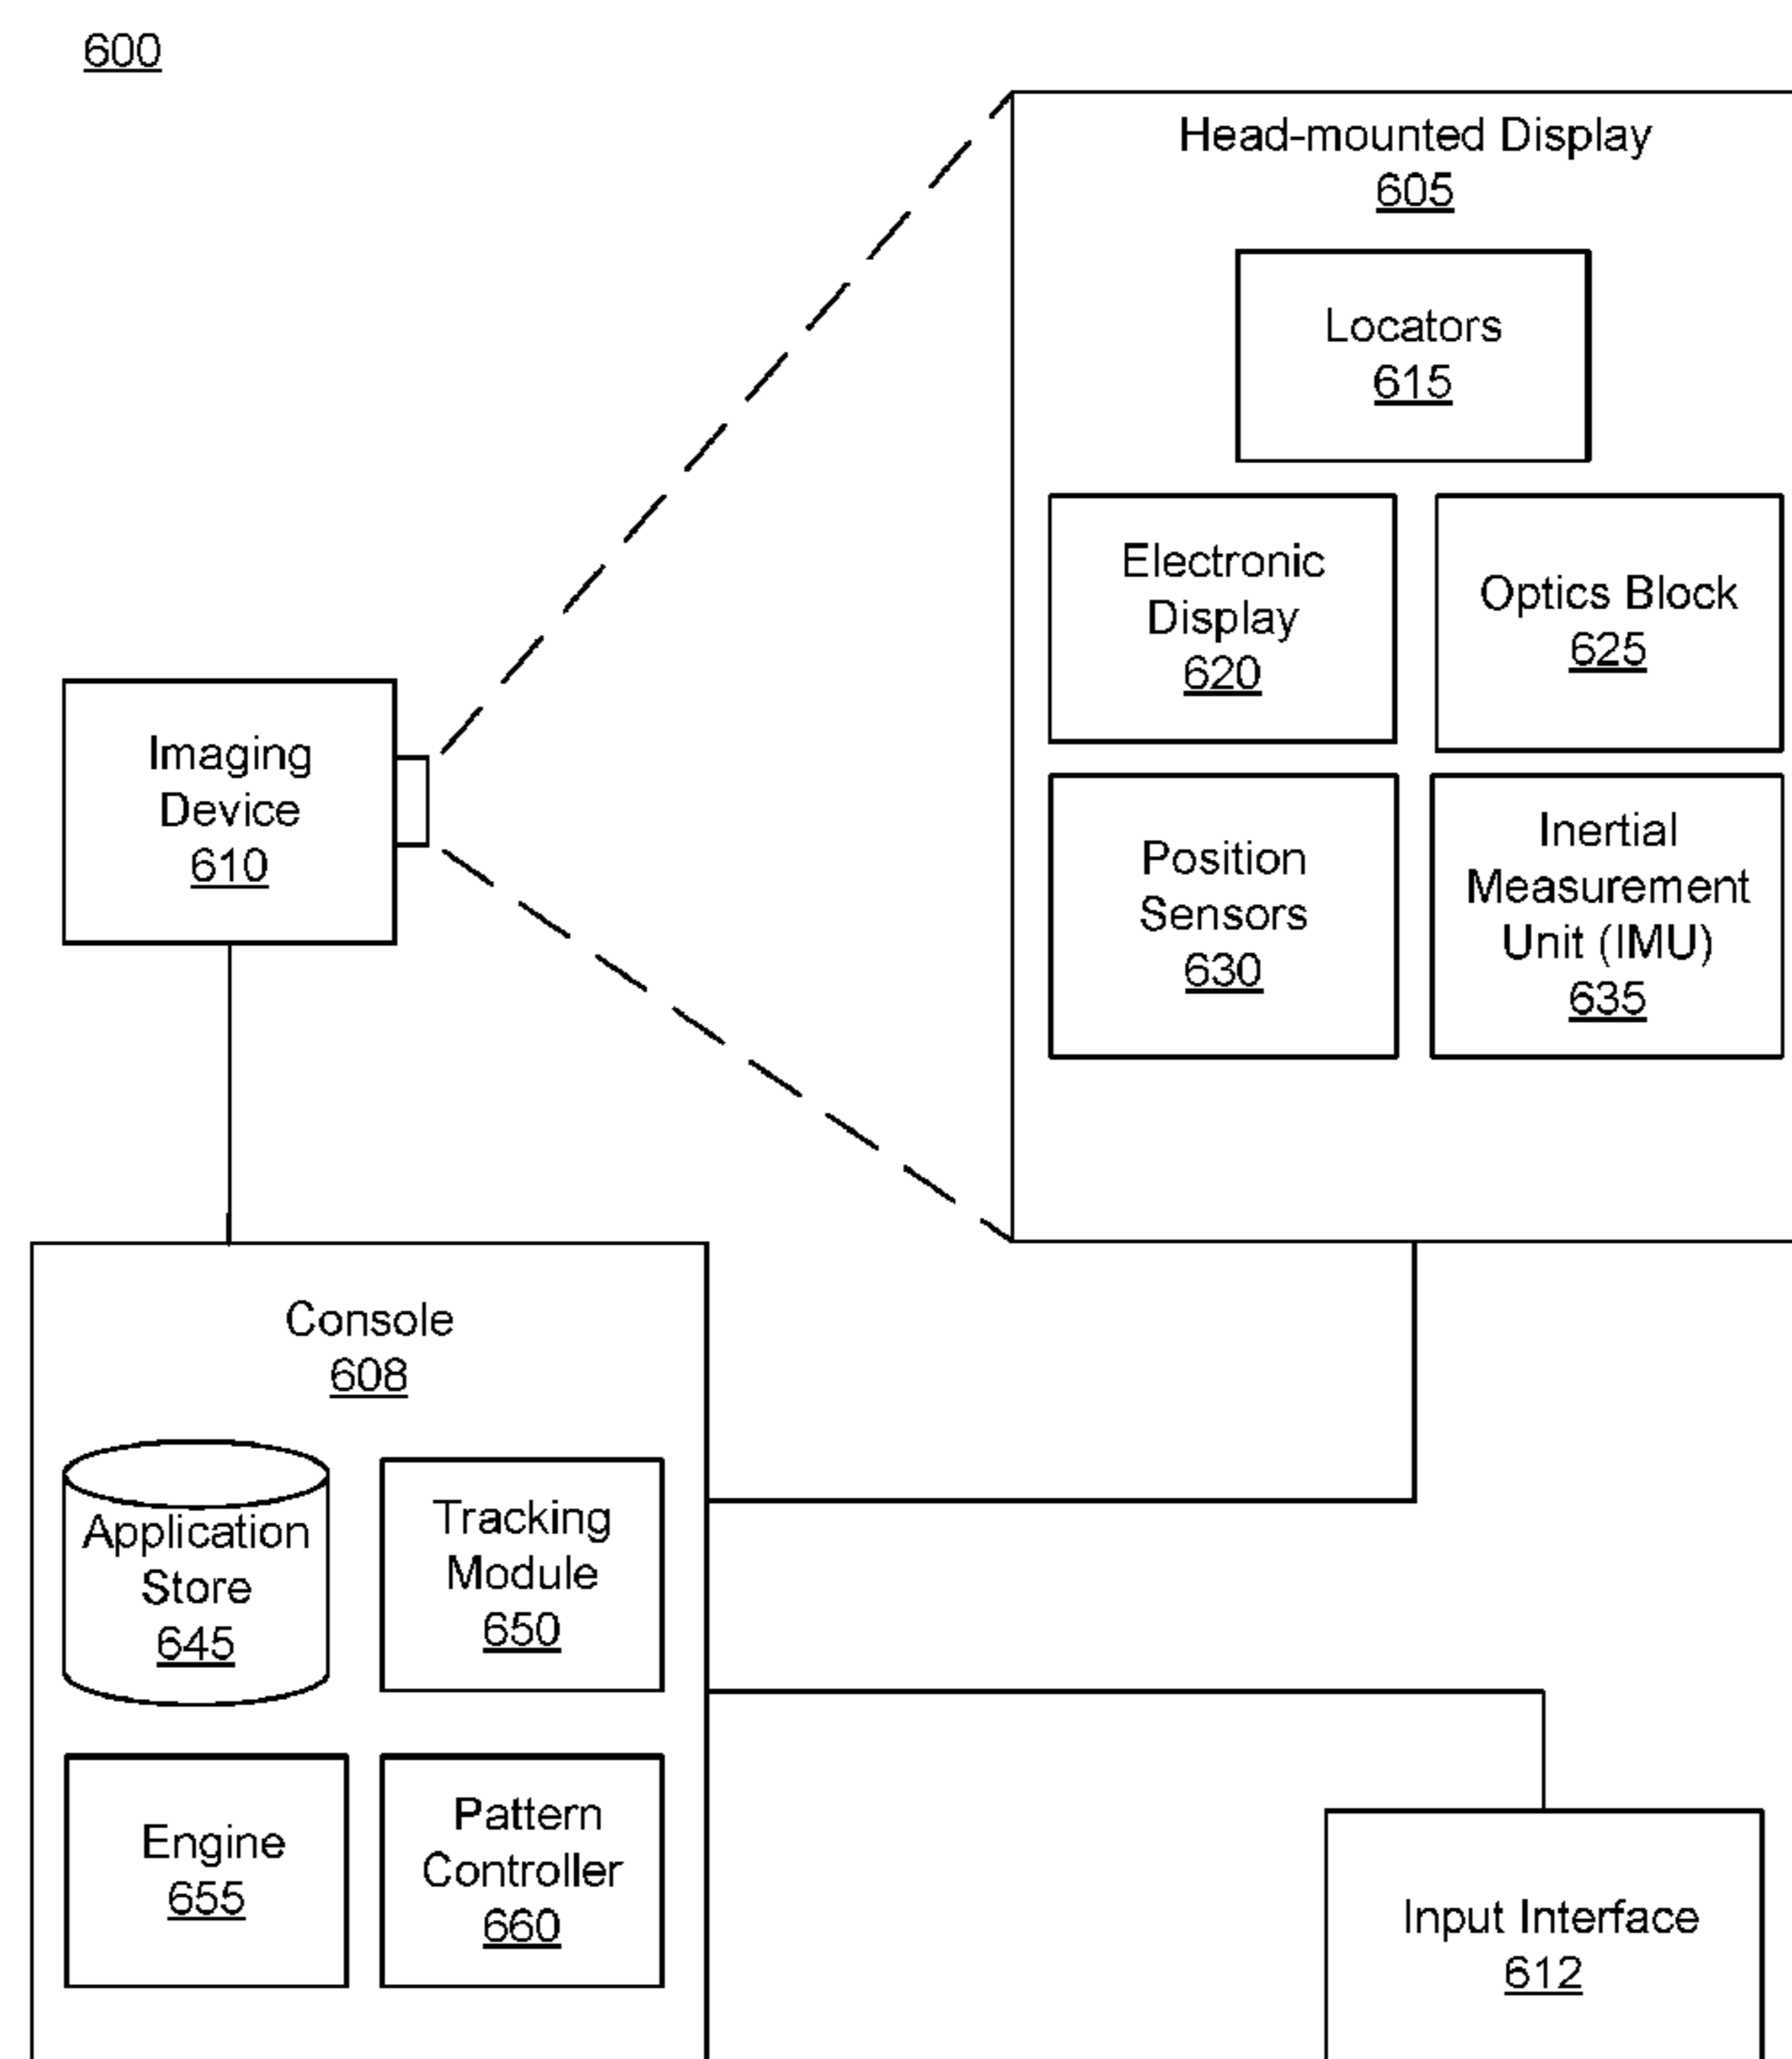 600
Head-mounted Display
605
Locators
615
Electronic
Display
620
Optics Block
625
Imaging
Device
610
Position
Sensors
630
Inertial
Measurement
Unit (IMU)
635
Console
608
Application
Store
645
Tracking
Module
650
Engine
655
Pattern
Controller
660
Input Interface
612